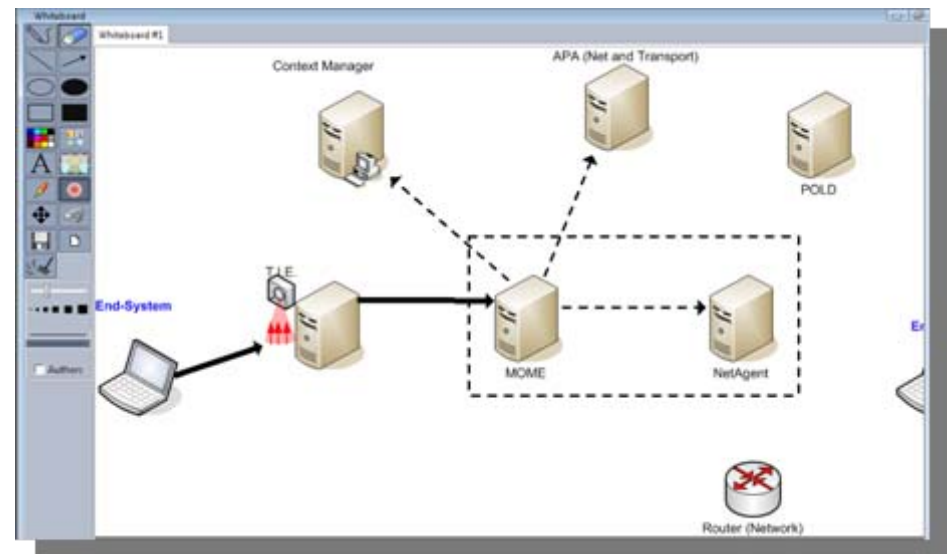 Whiteboard
Whiteboard #1
APA (Net and Transport)
Context Manager
POLD
T.I.E.
End-System
MOME
NetAgent
Authors
A
Router (Network)